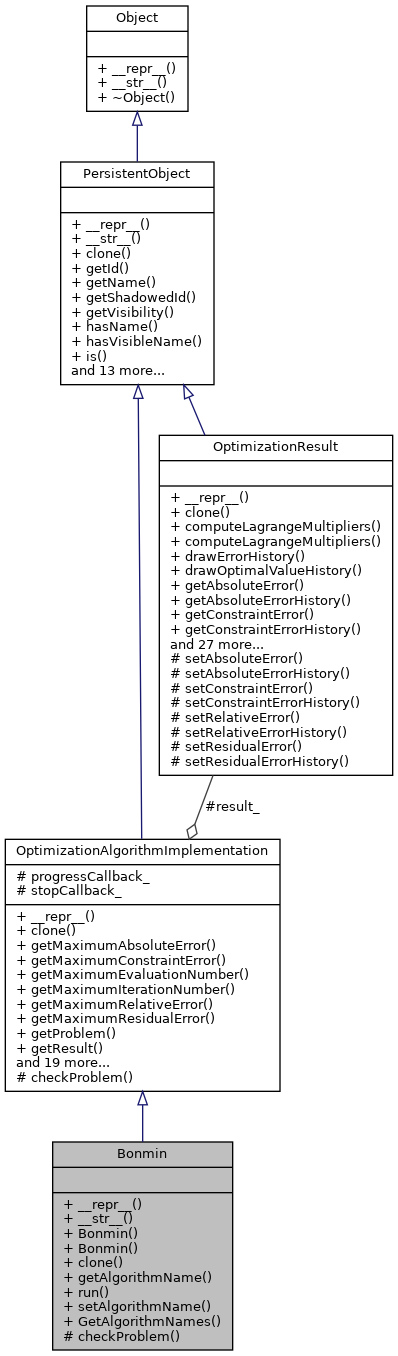 Object
+ __repr__()
+ __str__()
+ ~Object()
PersistentObject
+ __repr__()
+ __str__()
+ clone()
+ getId()
+ getName()
+ getShadowedId()
+ getVisibility()
+ hasName()
+ hasVisibleName()
+ is()
and 13 more...
OptimizationResult
+ __repr__()
+ clone()
+ computeLagrangeMultipliers()
+ computeLagrangeMultipliers()
+ drawErrorHistory()
+ drawOptimalValueHistory()
+ getAbsoluteError()
+ getAbsoluteErrorHistory()
+ getConstraintError()
+ getConstraintErrorHistory()
and 27 more...
# setAbsoluteError()
# setAbsoluteErrorHistory()
# setConstraintError()
# setConstraintErrorHistory()
# setRelativeError()
# setRelativeErrorHistory()
# setResidualError()
# setResidualErrorHistory()
#result_
OptimizationAlgorithmImplementation
# progressCallback_
# stopCallback_
+ __repr__()
+ clone()
+ getMaximumAbsoluteError()
+ getMaximumConstraintError()
+ getMaximumEvaluationNumber()
+ getMaximumIterationNumber()
+ getMaximumRelativeError()
+ getMaximumResidualError()
+ getProblem()
+ getResult()
and 19 more...
# checkProblem()
Bonmin
+ __repr__()
+ __str__()
+ Bonmin()
+ Bonmin()
+ clone()
+ getAlgorithmName()
+ run()
+ setAlgorithmName()
+ GetAlgorithmNames()
# checkProblem()